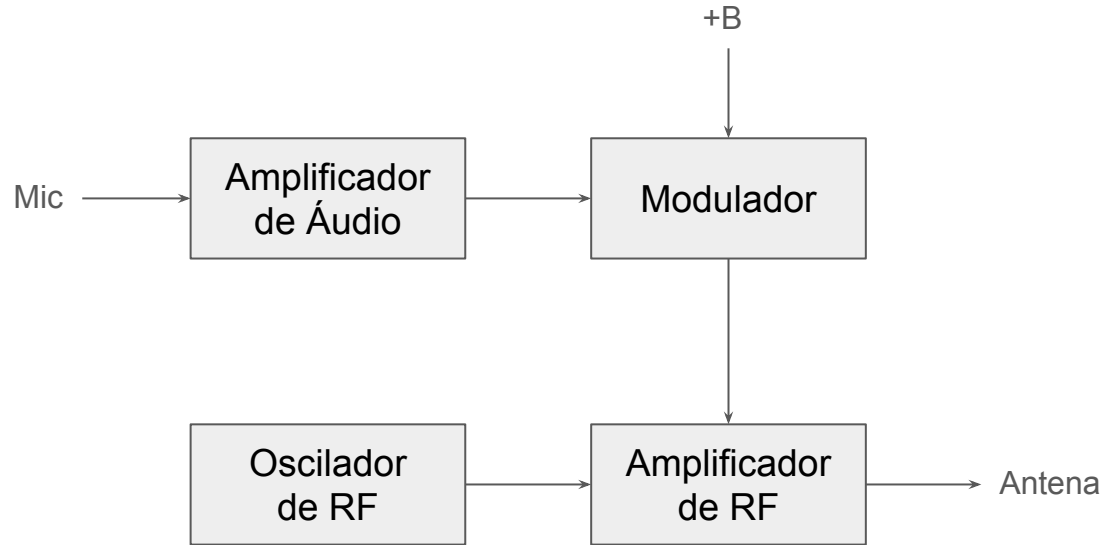 +B
Mic
Amplificador
de Áudio
Modulador
Oscilador
de RF
Amplificador
de RF
Antena